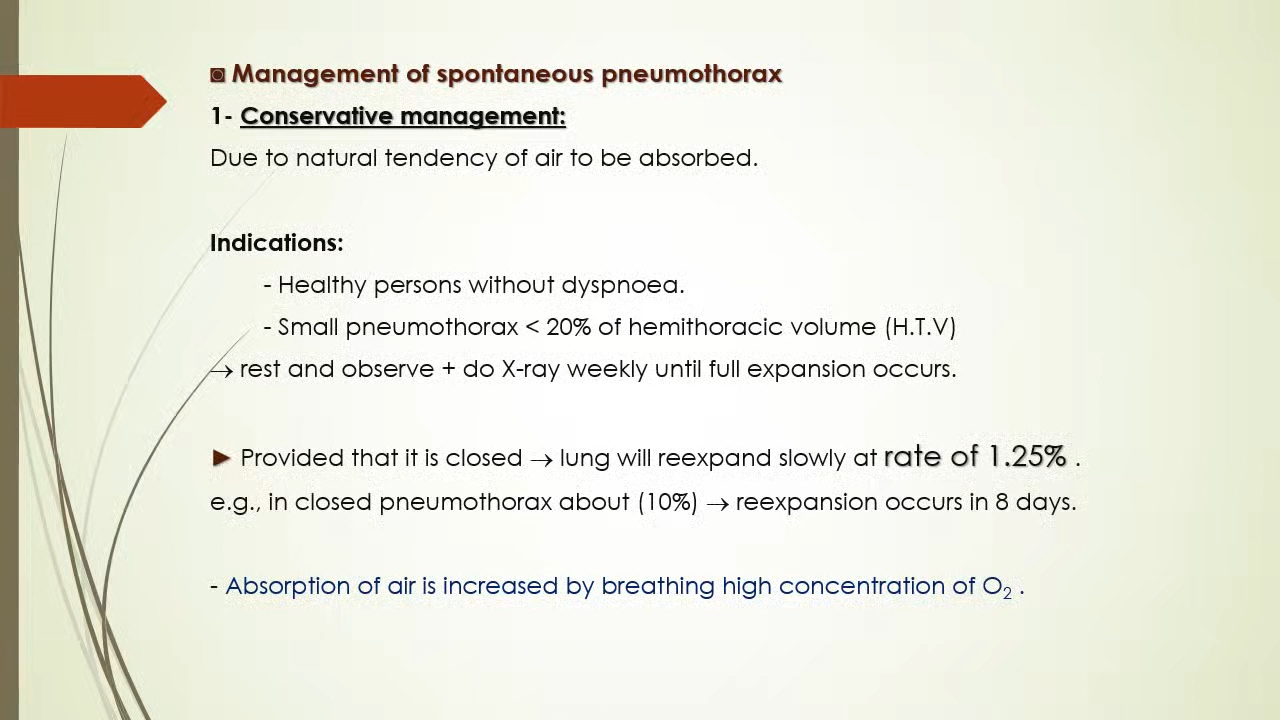 ◙ Management of spontaneous pneumothorax
1- Conservative management:
Due to natural tendency of air to be absorbed.
Indications:
- Healthy persons without dyspnoea.
- Small pneumothorax < 20% of hemithoracic volume (H.T.V)
→ rest and observe + do X-ray weekly until full expansion occurs.
► Provided that it is closed → lung will reexpand slowly at rate of 1.25% .
e.g., in closed pneumothorax about (10%) → reexpansion occurs in 8 days.
- Absorption of air is increased by breathing high concentration of O₂ .